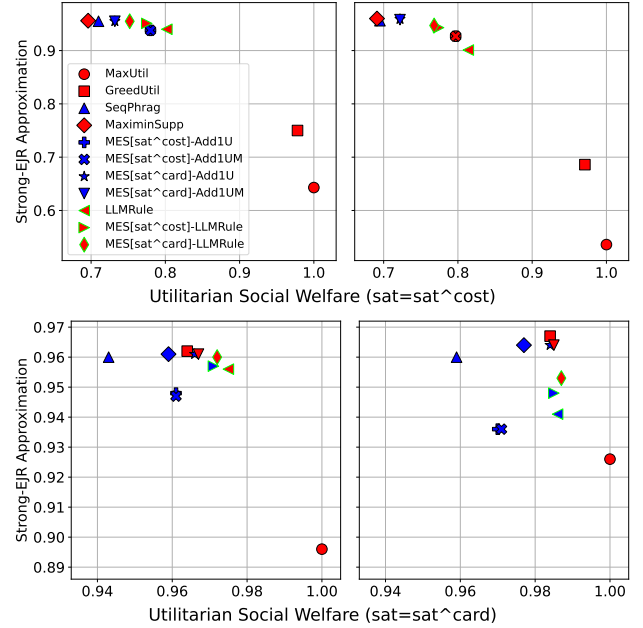 Strong-EJR Approximation
0.9
0.8
0.7
0.6
MaxUtil
GreedUtil
SeqPhrag
MaximinSupp
MES[sat^cost]-Add1U
MES[sat^cost]-Add1UM
MES[sat^card]-Add1U
MES[sat^card]-Add1UM
LLMRule
MES[sat^cost]-LLMRule
MES[sat^card]-LLMRule
0.7 0.8 0.9 1.0 0.7 0.8 0.9 1.0
Utilitarian Social Welfare (sat=sat^cost)
Strong-EJR Approximation
0.97
0.96
0.95
0.94
0.93
0.92
0.91
0.90
0.89
0.94 0.96 0.98 1.00 0.94 0.96 0.98 1.00
Utilitarian Social Welfare (sat=sat^card)